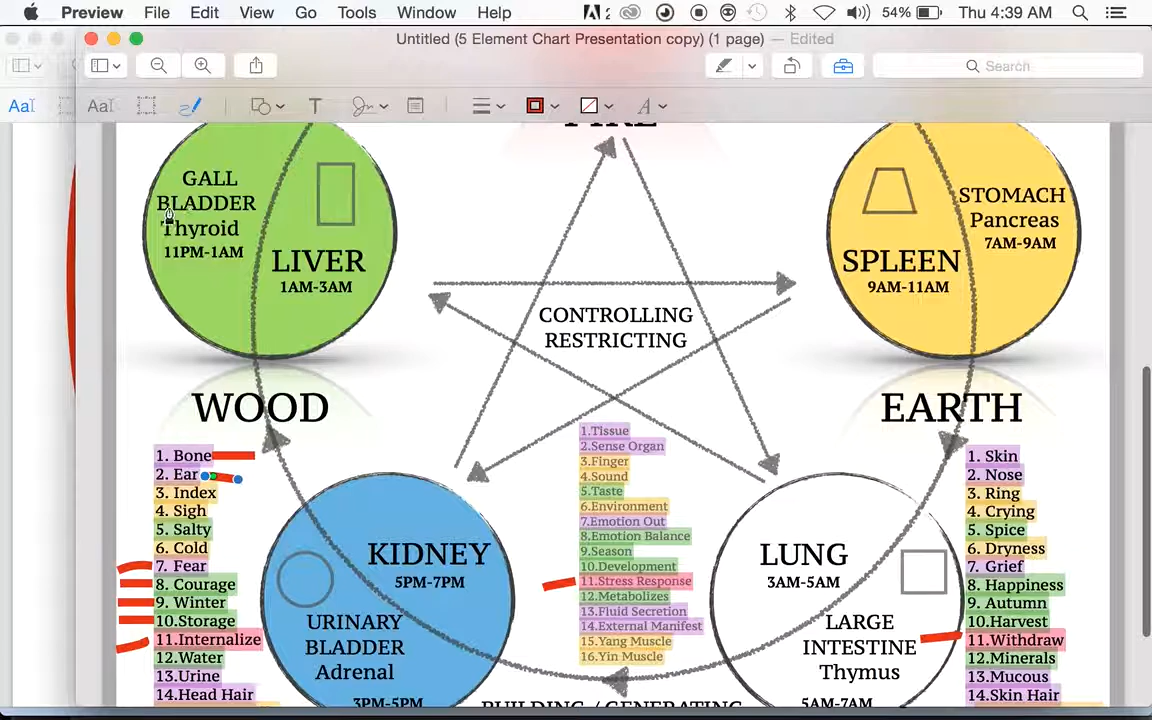 Preview File Edit View Go Tools Window Help 54% Thu 4:39 AM
Untitled (5 Element Chart Presentation copy) (1 page) — Edited
Search
FIRE
GALL
BLADDER
Thyroid
11PM-1AM
LIVER
1AM-3AM
STOMACH
Pancreas
7AM-9AM
SPLEEN
9AM-11AM
CONTROLLING
RESTRICTING
WOOD
EARTH
1. Bone
2. Ear
3. Index
4. Sigh
5. Salty
6. Cold
7. Fear
8. Courage
9. Winter
10.Storage
11.Internalize
12.Water
13.Urine
14.Head Hair
KIDNEY
5PM-7PM
URINARY
BLADDER
Adrenal
3PM-5PM
1.Tissue
2.Sense Organ
3.Finger
4.Sound
5.Taste
6.Environment
7.Emotion Out
8.Emotion Balance
9.Season
10.Development
11.Stress Response
12.Metabolizes
13.Fluid Secretion
14.External Manifest
15.Yang Muscle
16.Yin Muscle
BUILDING / GENERATING
LUNG
3AM-5AM
LARGE
INTESTINE
Thymus
5AM-7AM
1. Skin
2. Nose
3. Ring
4. Crying
5. Spice
6. Dryness
7. Grief
8. Happiness
9. Autumn
10.Harvest
11.Withdraw
12.Minerals
13.Mucous
14.Skin Hair